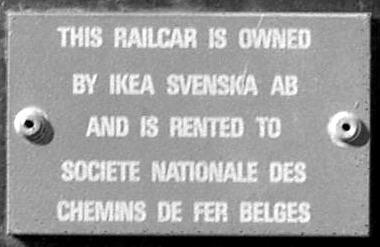 THIS RAILCAR IS OWNED
BY IKEA SVENSKA AB
AND IS RENTED TO
SOCIETE NATIONALE DES
CHEMINS DE FER BELGES